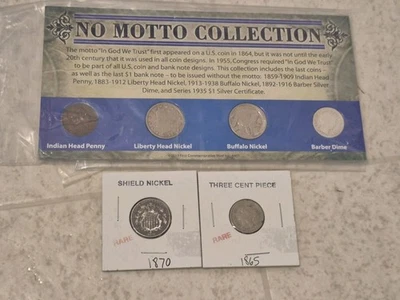 NO MOTTO COLLECTION
The motto "In God We Trust" first appeared on a U.S. coin in 1864, but it was not until the early
20th century that it was used in all coin designs. In 1955, Congress required "In God We Trust"
to be part of all U.S. coin and bank note designs. This collection includes the last coins –
as well as the last $1 bank note – to be issued without the motto: 1859-1909 Indian Head
Penny, 1883-1912 Liberty Head Nickel, 1913-1938 Buffalo Nickel, 1892-1916 Barber Silver
Dime, and Series 1935 $1 Silver Certificate.
Indian Head Penny
Liberty Head Nickel
Buffalo Nickel
Barber Dime
SHIELD NICKEL
THREE CENT PIECE
RARE
RARE
1870
1865